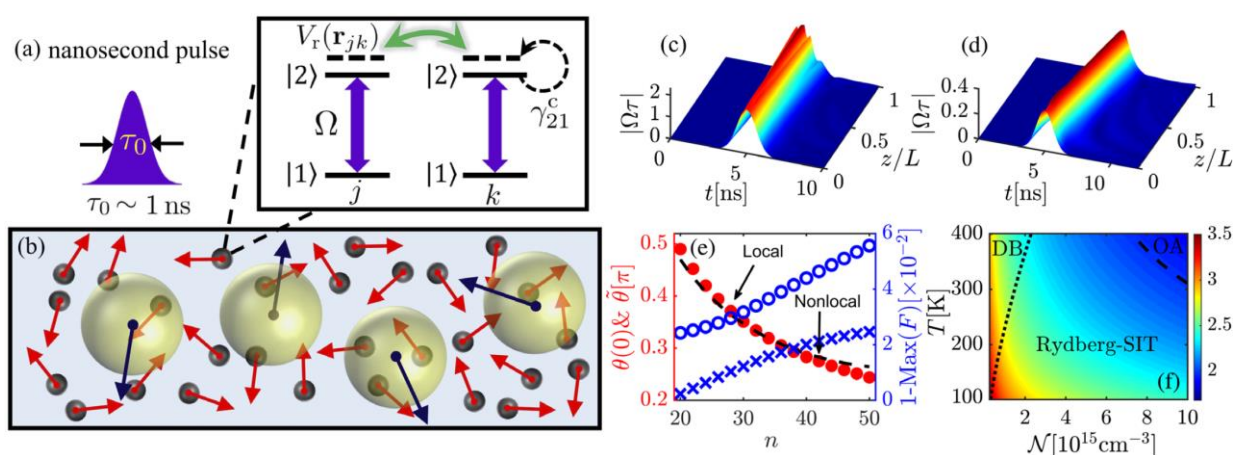 (a) nanosecond pulse
τ₀
τ₀ ~ 1 ns
V_r(r_jk)
|2⟩ |2⟩
Ω γ₂₁ᶜ
|1⟩ |1⟩
j k
(b)
(c)
|Ωτ|
2
1
0
0 5 10
t[ns]
0 0.5 1
z/L
(d)
|Ωτ|
0.4
0.2
0
0 5 10
t[ns]
0 0.5 1
z/L
(e)
θ(0)& θ̃[π]
0.5
0.4
0.3
0.2
Local
Nonlocal
20 30 40 50
n
6
4
2
0
1-Max(F)[×10⁻²]
T[K]
400
300
200
100
DB
OA
Rydberg-SIT
(f)
2 4 6 8 10
𝒩[10¹⁵cm⁻³]
3.5
3
2.5
2